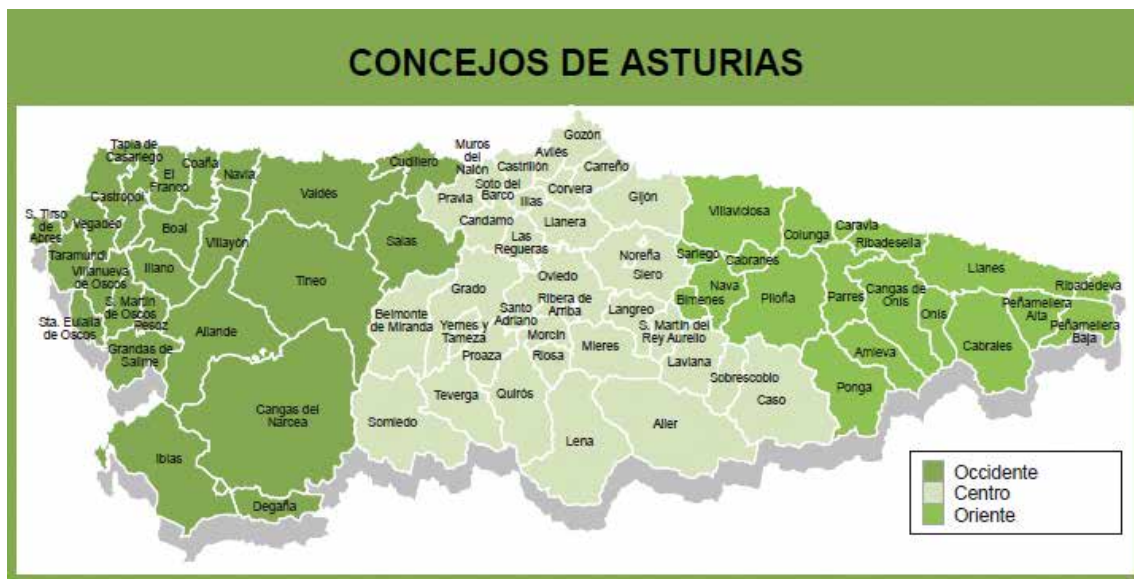 CONCEJOS DE ASTURIAS
Gozón
Tapia de
Casariego
Coaña
El
Franco
Navia
Cudillero
Muros
del
Nalón
Avilés
Castrillón
Carreño
Castropol
Valdés
Soto del
Barco
Illas
Corvera
Gijón
Pravia
S. Tirso
de
Abres
Vegadeo
Boal
Villayón
Salas
Candamo
Llanera
Villaviciosa
Colunga
Caravia
Ribadesella
Las
Regueras
Taramundi
Villanueva
de Oscos
Illano
Tineo
Noreña
Siero
Sariego
Cabranes
Llanes
Oviedo
Nava
Bimenes
Piloña
Parres
Cangas de
Onís
Onís
Ribadedeva
Peñamellera
Alta
Peñamellera
Baja
Grado
S. Martín
de Oscos
Pesoz
Sta. Eulalia
de Oscos
Allande
Belmonte
de Miranda
Yernes y
Tameza
Santo
Adriano
Ribera de
Arriba
Langreo
Grandas de
Salime
Proaza
Morcín
Riosa
Mieres
S. Martín del
Rey Aurelio
Laviana
Amieva
Cabrales
Sobrescobio
Caso
Ponga
Cangas del
Narcea
Teverga
Quirós
Somiedo
Lena
Aller
Ibias
Degaña
Occidente
Centro
Oriente